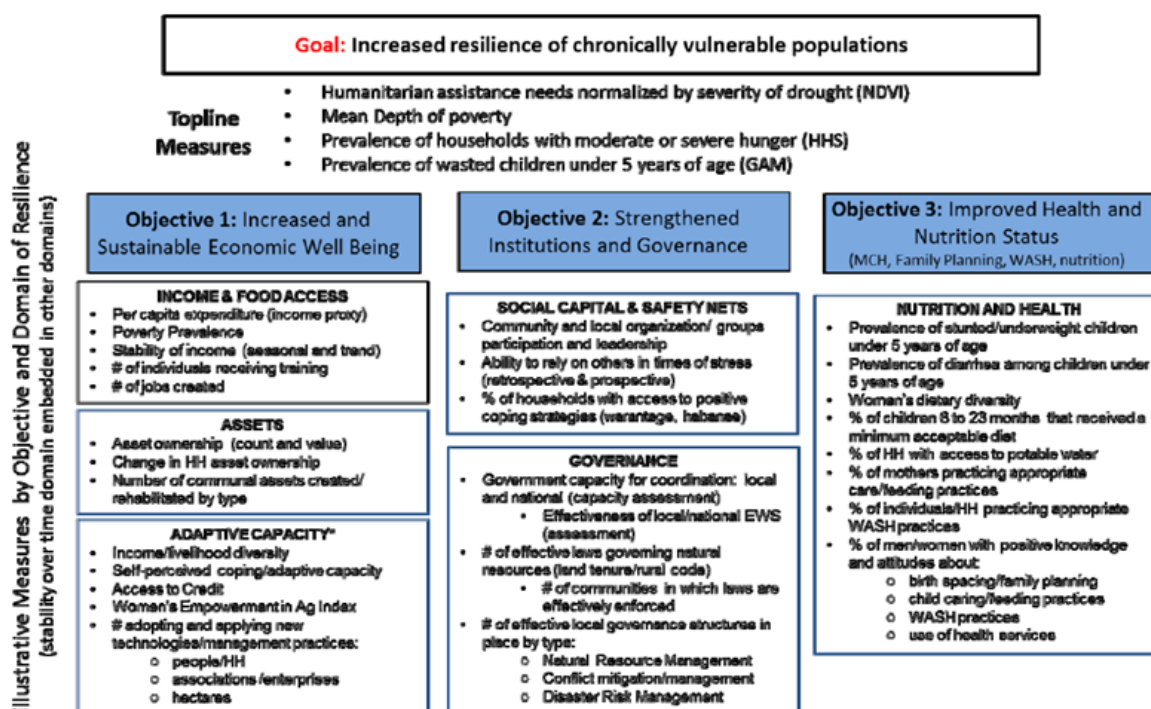 Goal: Increased resilience of chronically vulnerable populations
Topline
Measures
• Humanitarian assistance needs normalized by severity of drought (NDVI)
• Mean Depth of poverty
• Prevalence of households with moderate or severe hunger (HHS)
• Prevalence of wasted children under 5 years of age (GAM)
Illustrative Measures by Objective and Domain of Resilience
(stability over time domain embedded in other domains)
Objective 1: Increased and
Sustainable Economic Well Being
INCOME & FOOD ACCESS
• Per capita expenditure (income proxy)
• Poverty Prevalence
• Stability of income (seasonal and trend)
• # of individuals receiving training
• # of jobs created
ASSETS
• Asset ownership (count and value)
• Change in HH asset ownership
• Number of communal assets created/
rehabilitated by type
ADAPTIVE CAPACITY*
• Income/livelihood diversity
• Self-perceived coping/adaptive capacity
• Access to Credit
• Women's Empowerment in Ag Index
• # adopting and applying new
technologies/management practices:
o people/HH
o associations/enterprises
o hectares
Objective 2: Strengthened
Institutions and Governance
SOCIAL CAPITAL & SAFETY NETS
• Community and local organization/ groups
participation and leadership
• Ability to rely on others in times of stress
(retrospective & prospective)
• % of households with access to positive
coping strategies (warantage, habanae)
GOVERNANCE
• Government capacity for coordination: local
and national (capacity assessment)
• Effectiveness of local/national EWS
(assessment)
• # of effective laws governing natural
resources (land tenure/rural code)
• # of communities in which laws are
effectively enforced
• # of effective local governance structures in
place by type:
o Natural Resource Management
o Conflict mitigation/management
o Disaster Risk Management
Objective 3: Improved Health and
Nutrition Status
(MCH, Family Planning, WASH, nutrition)
NUTRITION AND HEALTH
• Prevalence of stunted/underweight children
under 5 years of age
• Prevalence of diarrhea among children under
5 years of age
• Women's dietary diversity
• % of children 6 to 23 months that received a
minimum acceptable diet
• % of HH with access to potable water
• % of mothers practicing appropriate
care/feeding practices
• % of individuals/HH practicing appropriate
WASH practices
• % of men/women with positive knowledge
and attitudes about:
o birth spacing/family planning
o child caring/feeding practices
o WASH practices
o use of health services